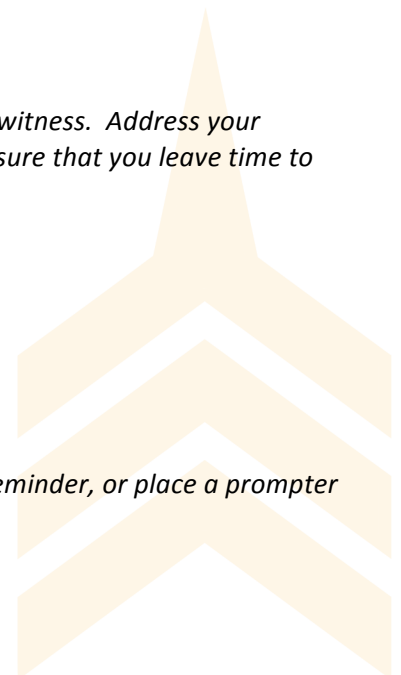 witness. Address your
sure that you leave time to
eminder, or place a prompter